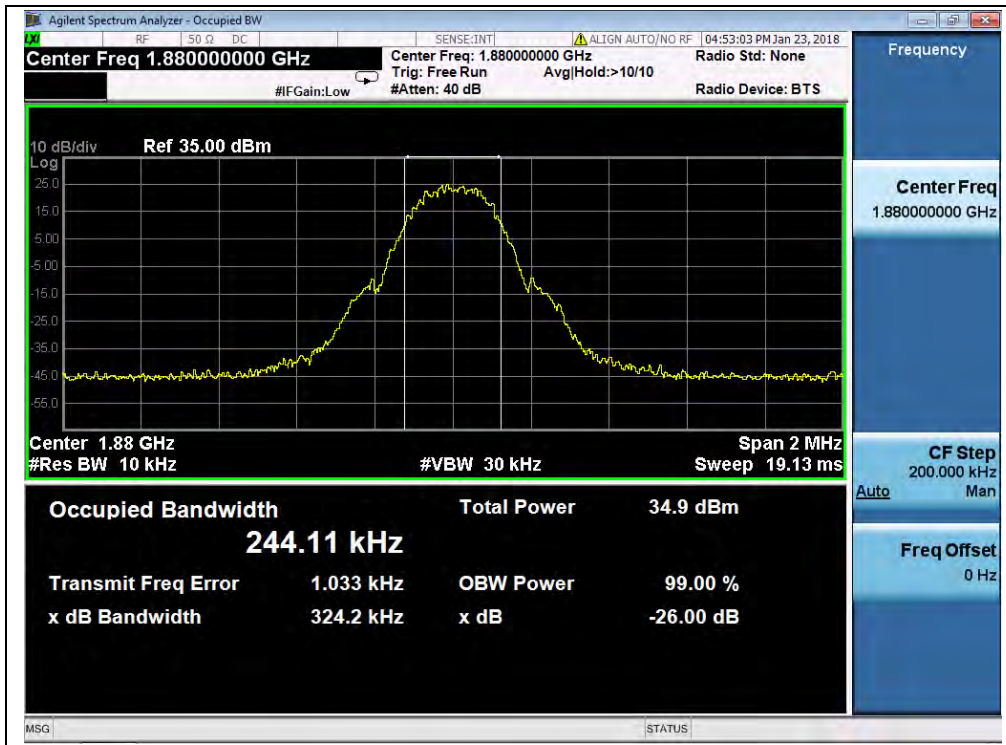 Agilent Spectrum Analyzer - Occupied BW
LXI RF 50 Ω DC SENSE:INT ALIGN AUTO/NO RF 04:53:03 PM Jan 23, 2018
Center Freq 1.880000000 GHz
Center Freq: 1.880000000 GHz Radio Std: None
Trig: Free Run Avg|Hold:>10/10
#IFGain:Low #Atten: 40 dB Radio Device: BTS
10 dB/div Ref 35.00 dBm
Log
25.0
15.0
5.00
-5.00
-15.0
-25.0
-35.0
-45.0
-55.0
Center 1.88 GHz Span 2 MHz
#Res BW 10 kHz #VBW 30 kHz Sweep 19.13 ms
Occupied Bandwidth Total Power 34.9 dBm
244.11 kHz
Transmit Freq Error 1.033 kHz OBW Power 99.00 %
x dB Bandwidth 324.2 kHz x dB -26.00 dB
MSG STATUS
Frequency
Center Freq
1.880000000 GHz
CF Step
200.000 kHz
Auto Man
Freq Offset
0 Hz